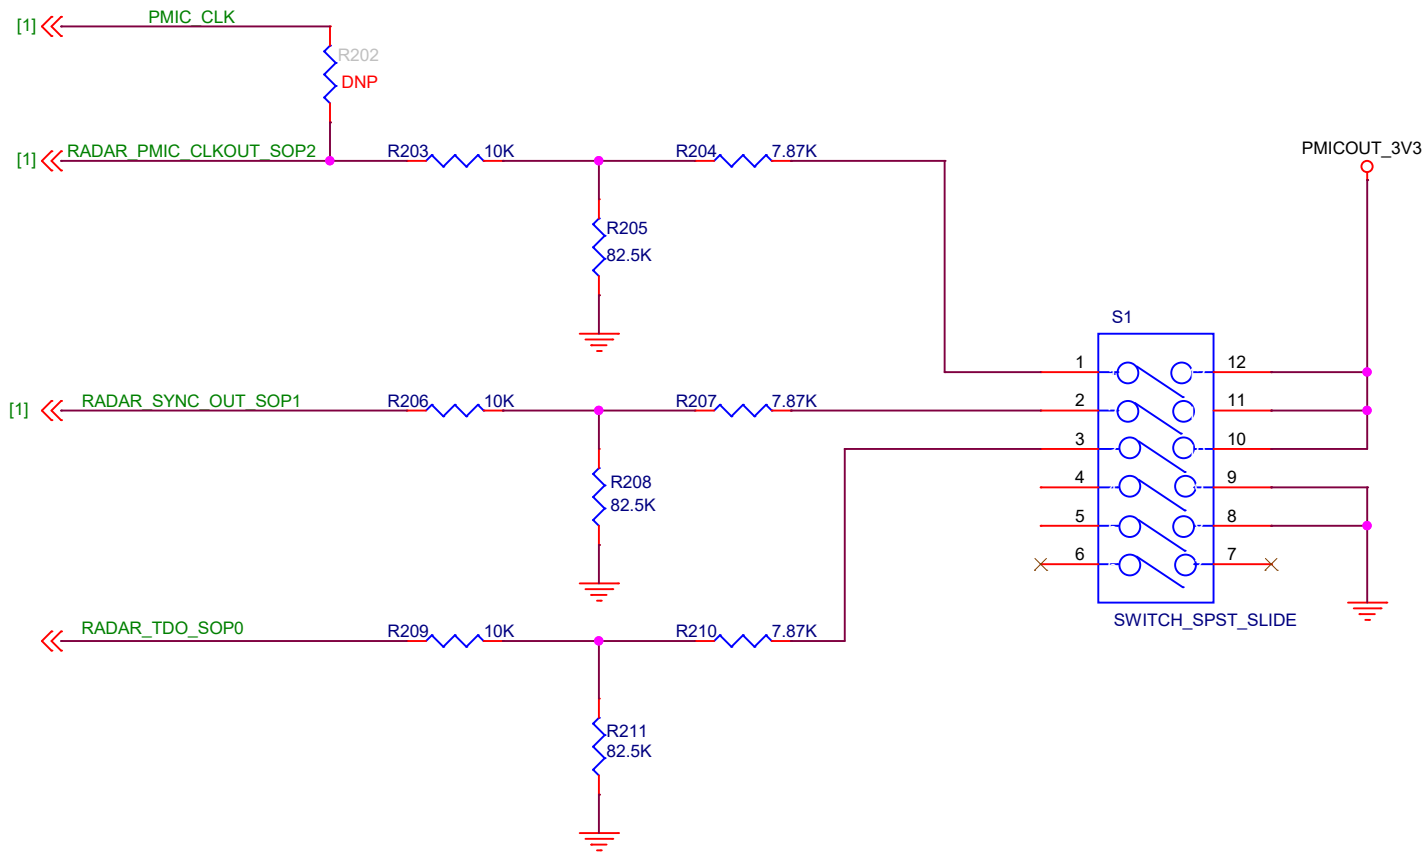 [1] PMIC_CLK
R202
DNP
[1] RADAR_PMIC_CLKOUT_SOP2 R203 10K R204 7.87K
PMICOUT_3V3
R205
82.5K
S1
1 12
[1] RADAR_SYNC_OUT_SOP1 R206 10K R207 7.87K 2 11
3 10
4 9
5 8
6 7
R208
82.5K
SWITCH_SPST_SLIDE
RADAR_TDO_SOP0 R209 10K R210 7.87K
R211
82.5K